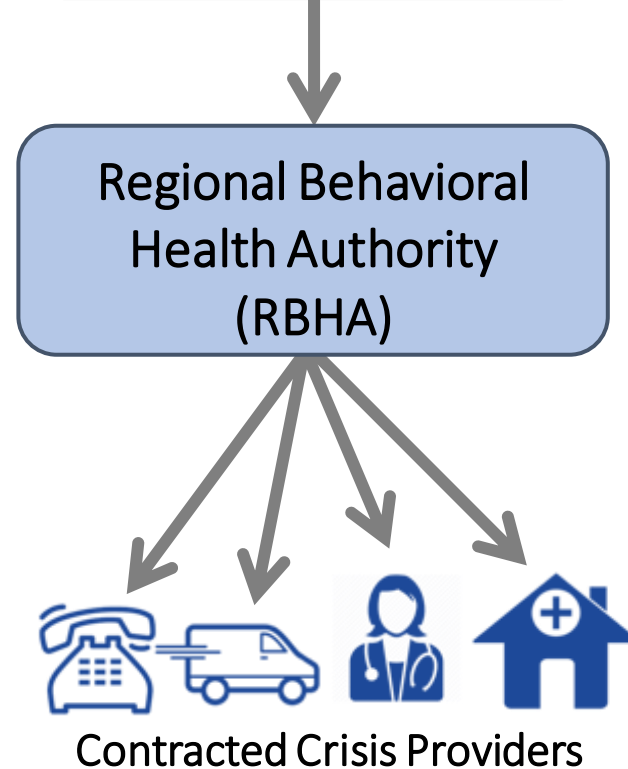 Regional Behavioral
Health Authority
(RBHA)
Contracted Crisis Providers